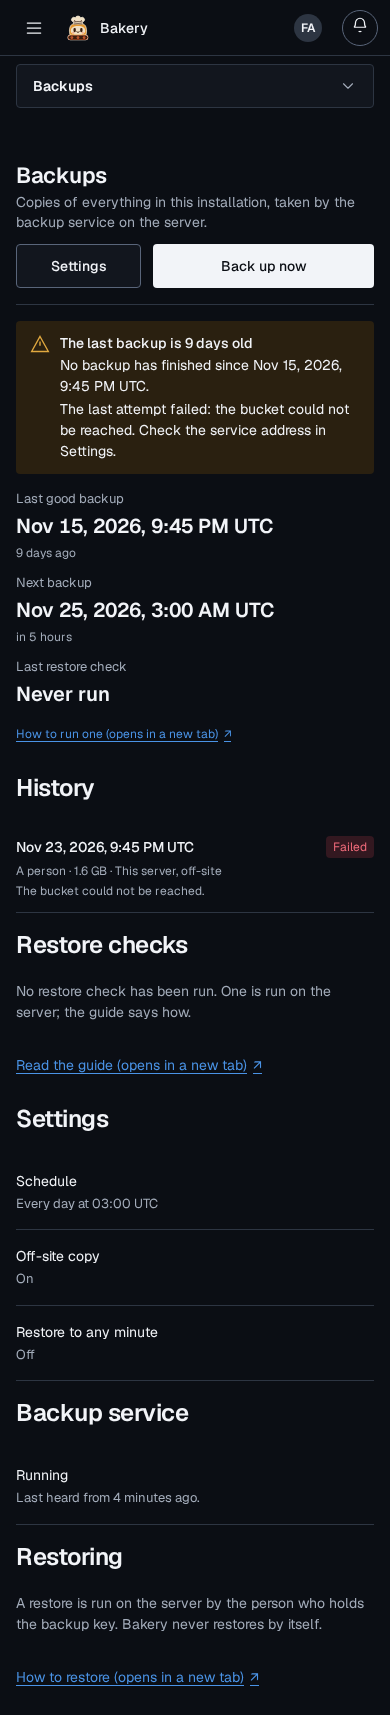 Bakery
FA
Backups
Backups
Copies of everything in this installation, taken by the
backup service on the server.
Settings
Back up now
The last backup is 9 days old
No backup has finished since Nov 15, 2026,
9:45 PM UTC.
The last attempt failed: the bucket could not
be reached. Check the service address in
Settings.
Last good backup
Nov 15, 2026, 9:45 PM UTC
9 days ago
Next backup
Nov 25, 2026, 3:00 AM UTC
in 5 hours
Last restore check
Never run
How to run one (opens in a new tab) ↗
History
Nov 23, 2026, 9:45 PM UTC
Failed
A person · 1.6 GB · This server, off-site
The bucket could not be reached.
Restore checks
No restore check has been run. One is run on the
server; the guide says how.
Read the guide (opens in a new tab) ↗
Settings
Schedule
Every day at 03:00 UTC
Off-site copy
On
Restore to any minute
Off
Backup service
Running
Last heard from 4 minutes ago.
Restoring
A restore is run on the server by the person who holds
the backup key. Bakery never restores by itself.
How to restore (opens in a new tab) ↗